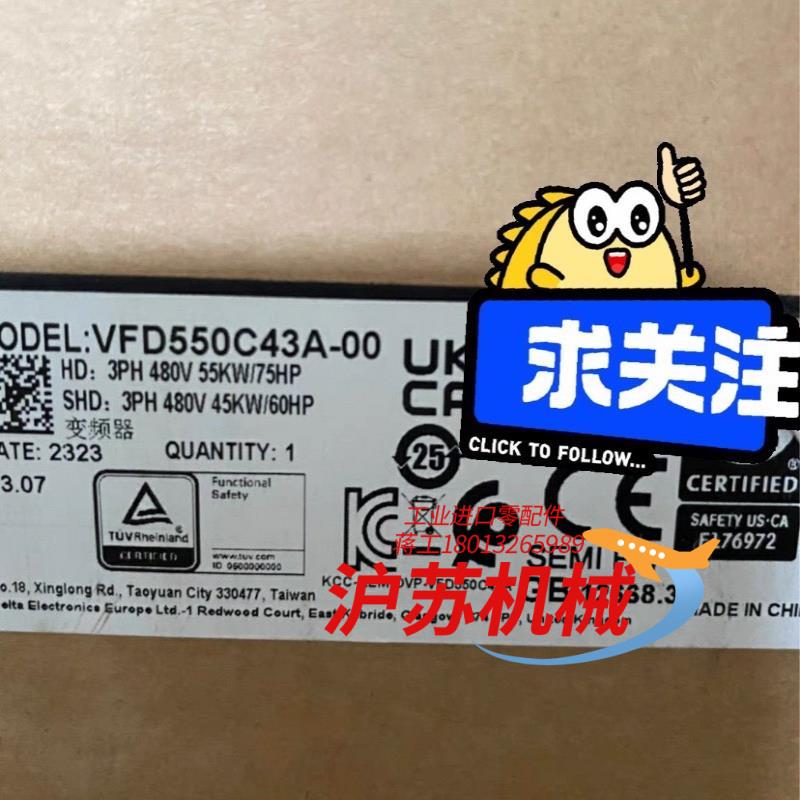 ODEL:VFD550C43A-00
HD: 3PH 480V 55KW/75HP
SHD: 3PH 480V 45KW/60HP
变频器
ATE: 2323
QUANTITY: 1
3.07
TÜVRheinland
CERTIFIED
Functional
Safety
www.tuv.com
ID 0600000000
UK
CA
25
求关注
CLICK TO FOLLOW...
CE
SEMI
CERTIFIED
SAFETY US·CA
E176972
工业进口零配件
蒋工18013265989
沪苏机械
o.18, Xinglong Rd., Taoyuan City 330477, Taiwan
elta Electronics Europe Ltd.-1 Redwood Court, East Kilbride,
MADE IN CHI